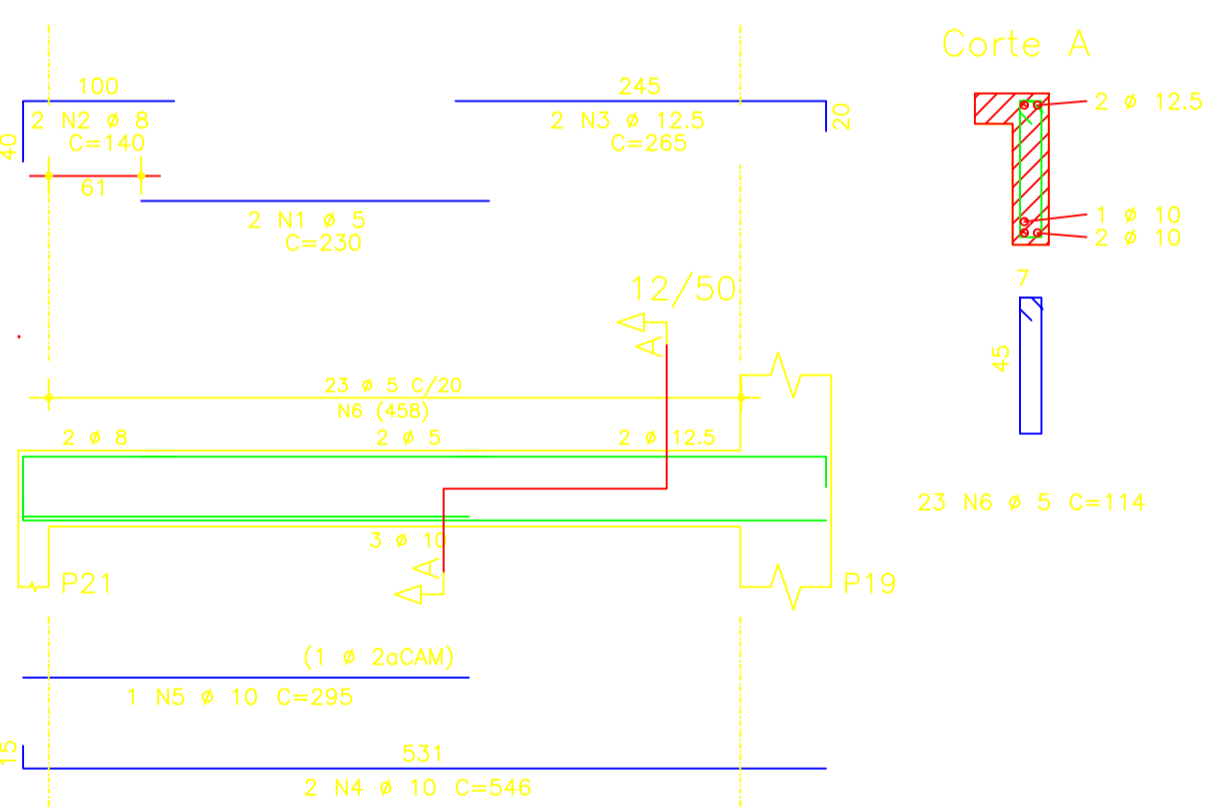 Corte A
100
245
2 N2 ø 8
C=140
40
2 N3 ø 12.5
C=265
20
2 ø 12.5
61
2 N1 ø 5
C=230
1 ø 10
2 ø 10
7
45
12/50
A
23 ø 5 C/20
N6 (458)
2 ø 8
2 ø 5
2 ø 12.5
23 N6 ø 5 C=114
3 ø 10
A
P21
P19
(1 ø 2aCAM)
1 N5 ø 10 C=295
15
531
2 N4 ø 10 C=546